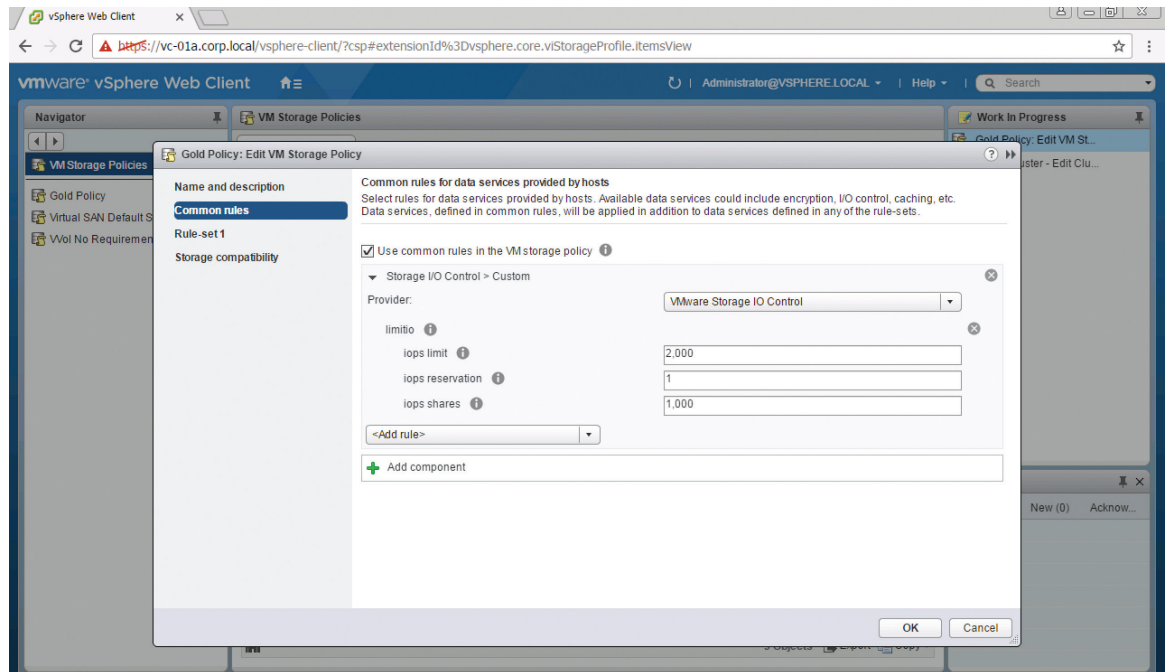 vSphere Web Client
https://vc-01a.corp.local/vsphere-client/?csp#extensionId%3Dvsphere.core.viStorageProfile.itemsView
vmware® vSphere Web Client
Administrator@VSPHERE.LOCAL
Help
Search
Navigator
VM Storage Policies
Work In Progress
VM Storage Policies
Gold Policy
Virtual SAN Default S
VVol No Requiremen
Gold Policy: Edit VM St...
uster - Edit Clu...
Gold Policy: Edit VM Storage Policy
Name and description
Common rules
Rule-set 1
Storage compatibility
Common rules for data services provided by hosts
Select rules for data services provided by hosts. Available data services could include encryption, I/O control, caching, etc.
Data services, defined in common rules, will be applied in addition to data services defined in any of the rule-sets.
Use common rules in the VM storage policy
Storage I/O Control > Custom
Provider: VMware Storage IO Control
limitio
iops limit 2,000
iops reservation 1
iops shares 1,000
<Add rule>
Add component
New (0) Acknow...
OK Cancel
Objects Export Copy